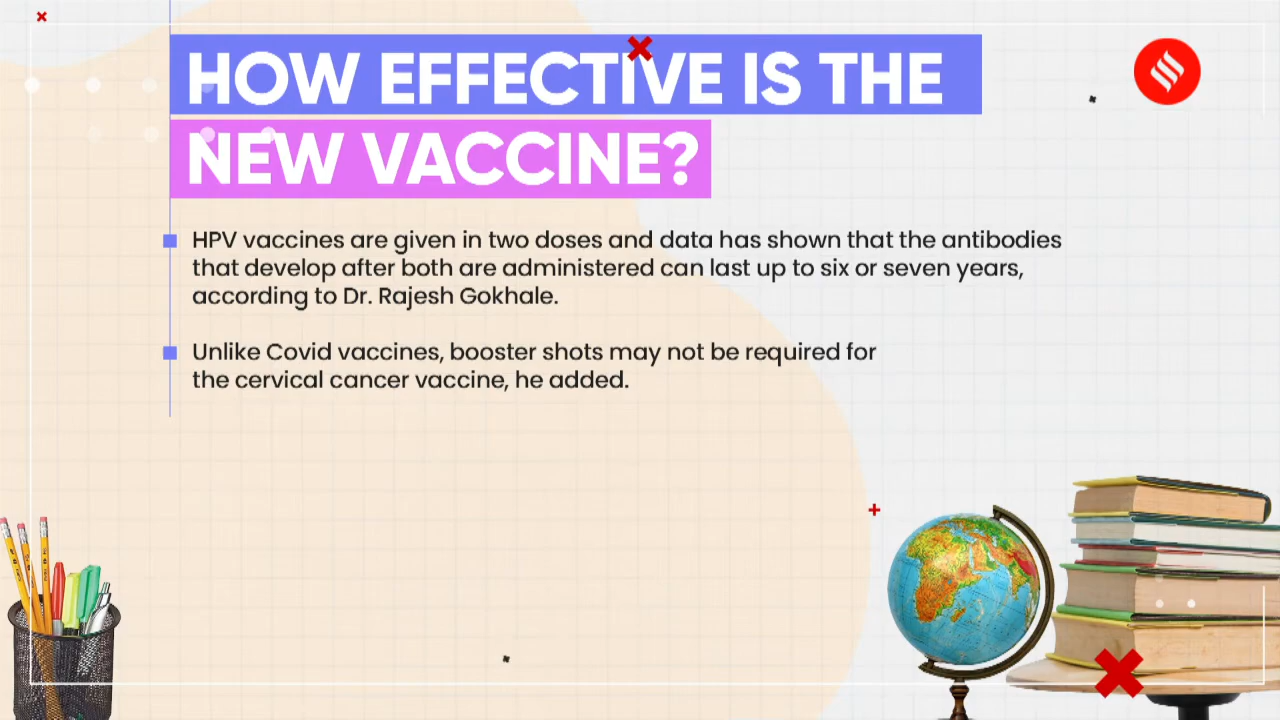 HOW EFFECTIVE IS THE
NEW VACCINE?
HPV vaccines are given in two doses and data has shown that the antibodies
that develop after both are administered can last up to six or seven years,
according to Dr. Rajesh Gokhale.
Unlike Covid vaccines, booster shots may not be required for
the cervical cancer vaccine, he added.